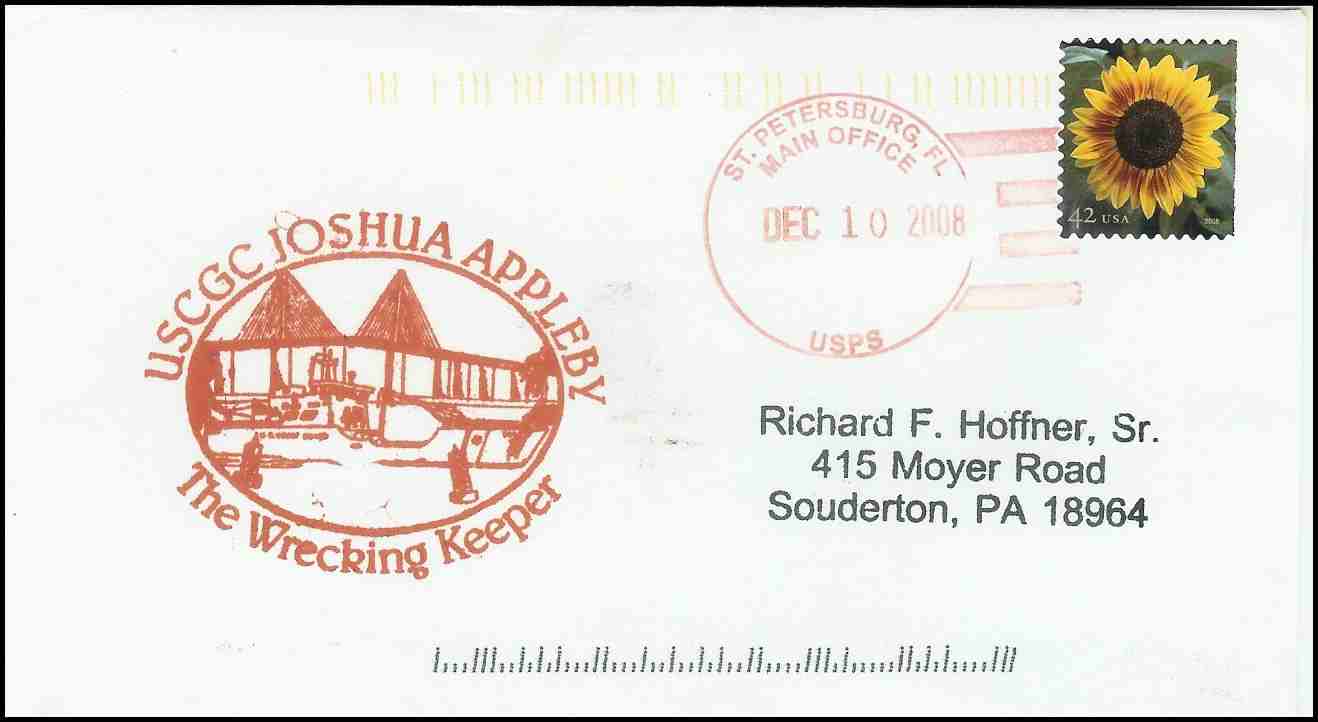 USCGC JOSHUA APPLEBY
The Wrecking Keeper
ST. PETERSBURG, FL
MAIN OFFICE
DEC 10 2008
USPS
42 USA
2008
Richard F. Hoffner, Sr.
415 Moyer Road
Souderton, PA 18964